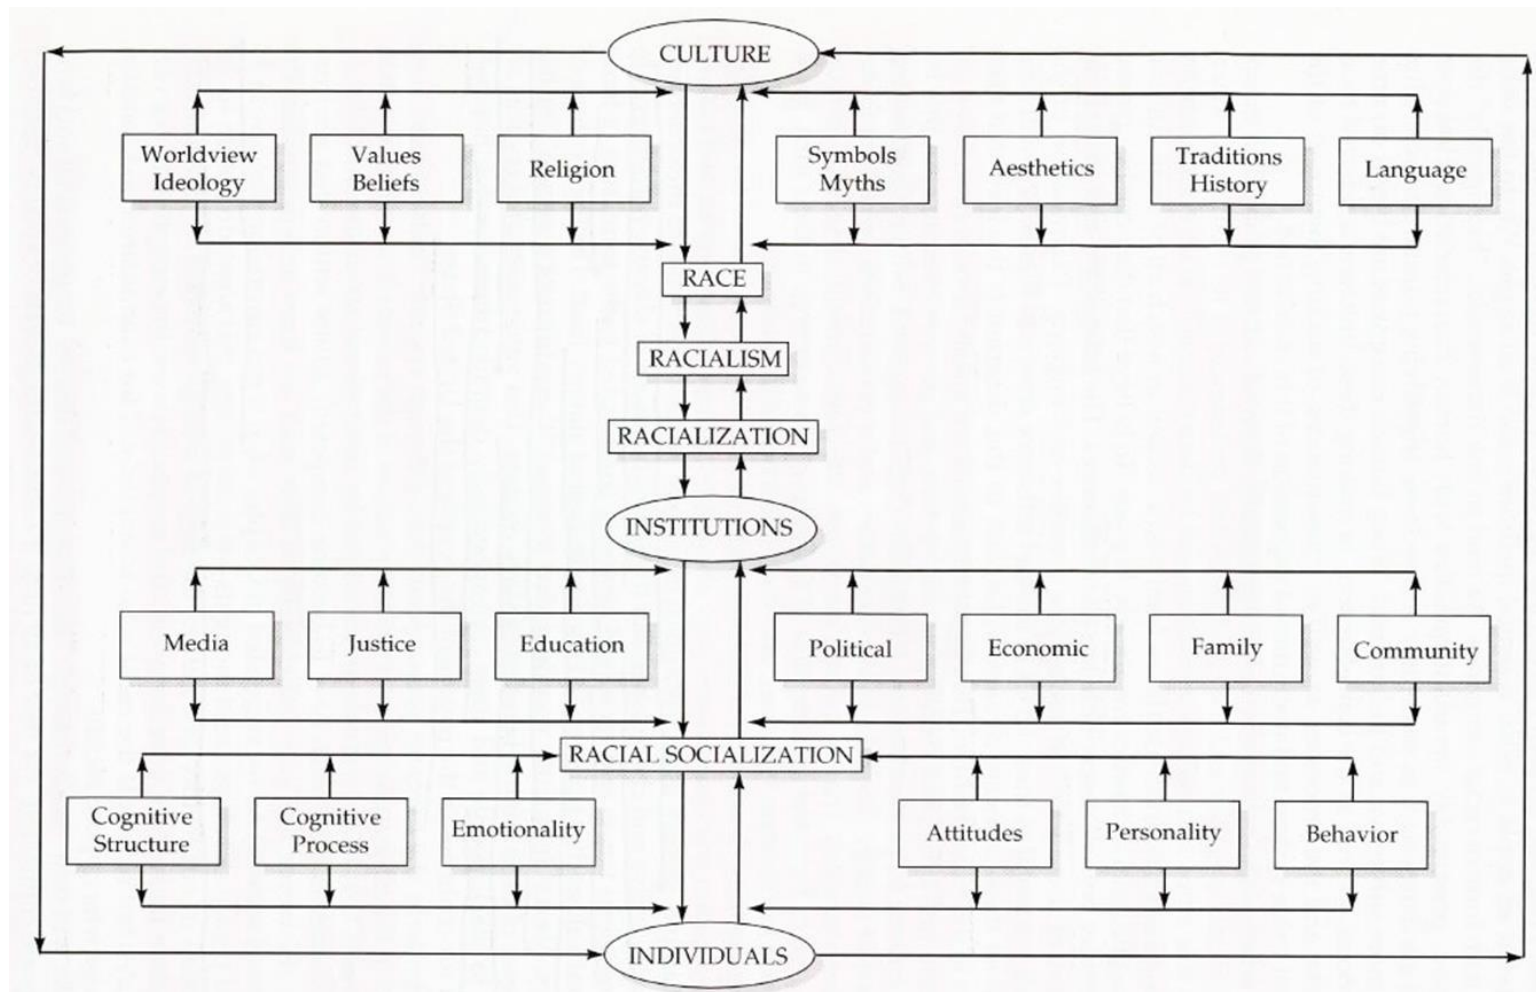 CULTURE
Worldview
Ideology
Values
Beliefs
Religion
Symbols
Myths
Aesthetics
Traditions
History
Language
RACE
RACIALISM
RACIALIZATION
INSTITUTIONS
Media
Justice
Education
Political
Economic
Family
Community
RACIAL SOCIALIZATION
Cognitive
Structure
Cognitive
Process
Emotionality
Attitudes
Personality
Behavior
INDIVIDUALS